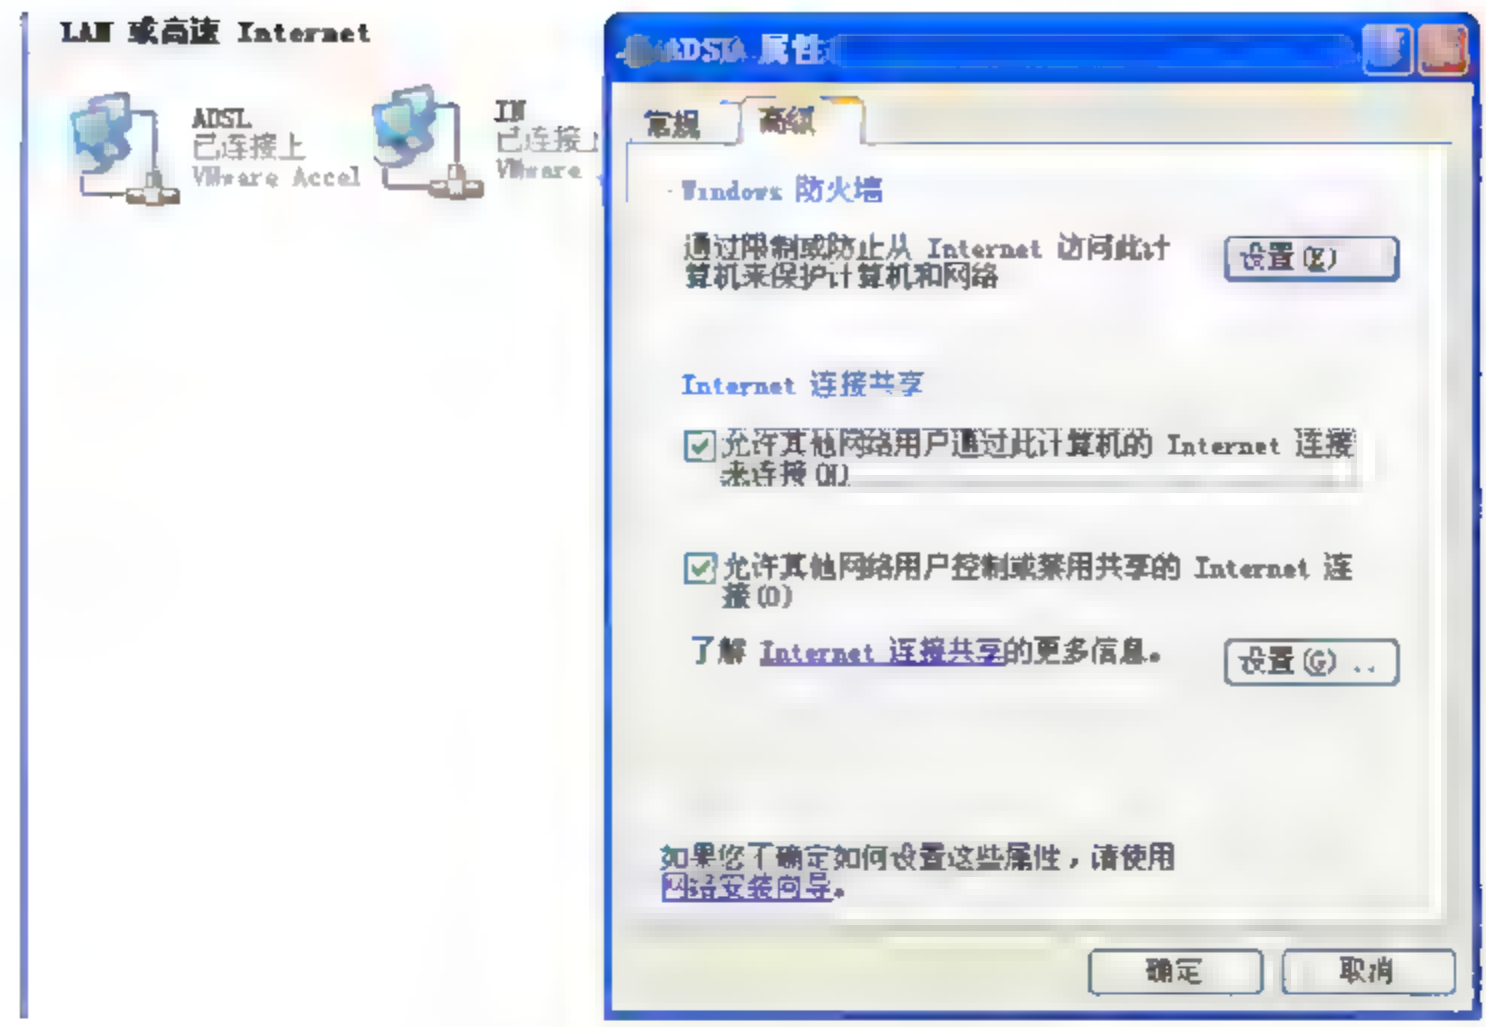 LAN 或高速 Internet
ADSL
已连接上
VMware Accel
IN
已连接上
VMware
ADSL 属性
常规
高级
Windows 防火墙
通过限制或防止从 Internet 访问此计
算机来保护计算机和网络
设置(E)
Internet 连接共享
允许其他网络用户通过此计算机的 Internet 连接
来连接(N)
允许其他网络用户控制或禁用共享的 Internet 连
接(O)
了解 Internet 连接共享的更多信息。
设置(G)..
如果您不确定如何设置这些属性，请使用
网络安装向导。
确定
取消